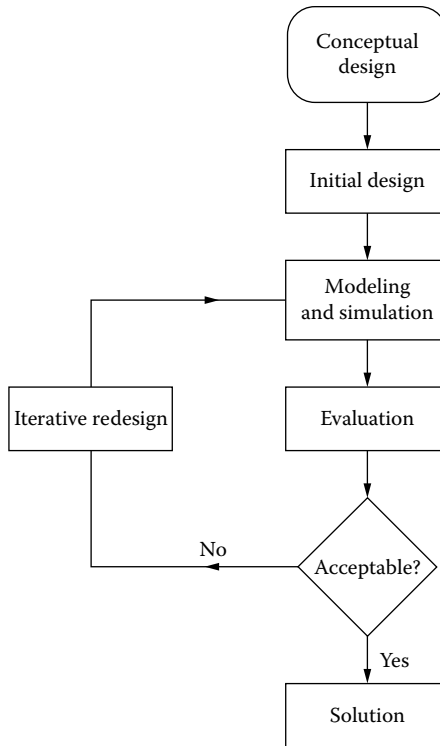 Conceptual
design
Initial design
Modeling
and simulation
Iterative redesign
Evaluation
No
Acceptable?
Yes
Solution